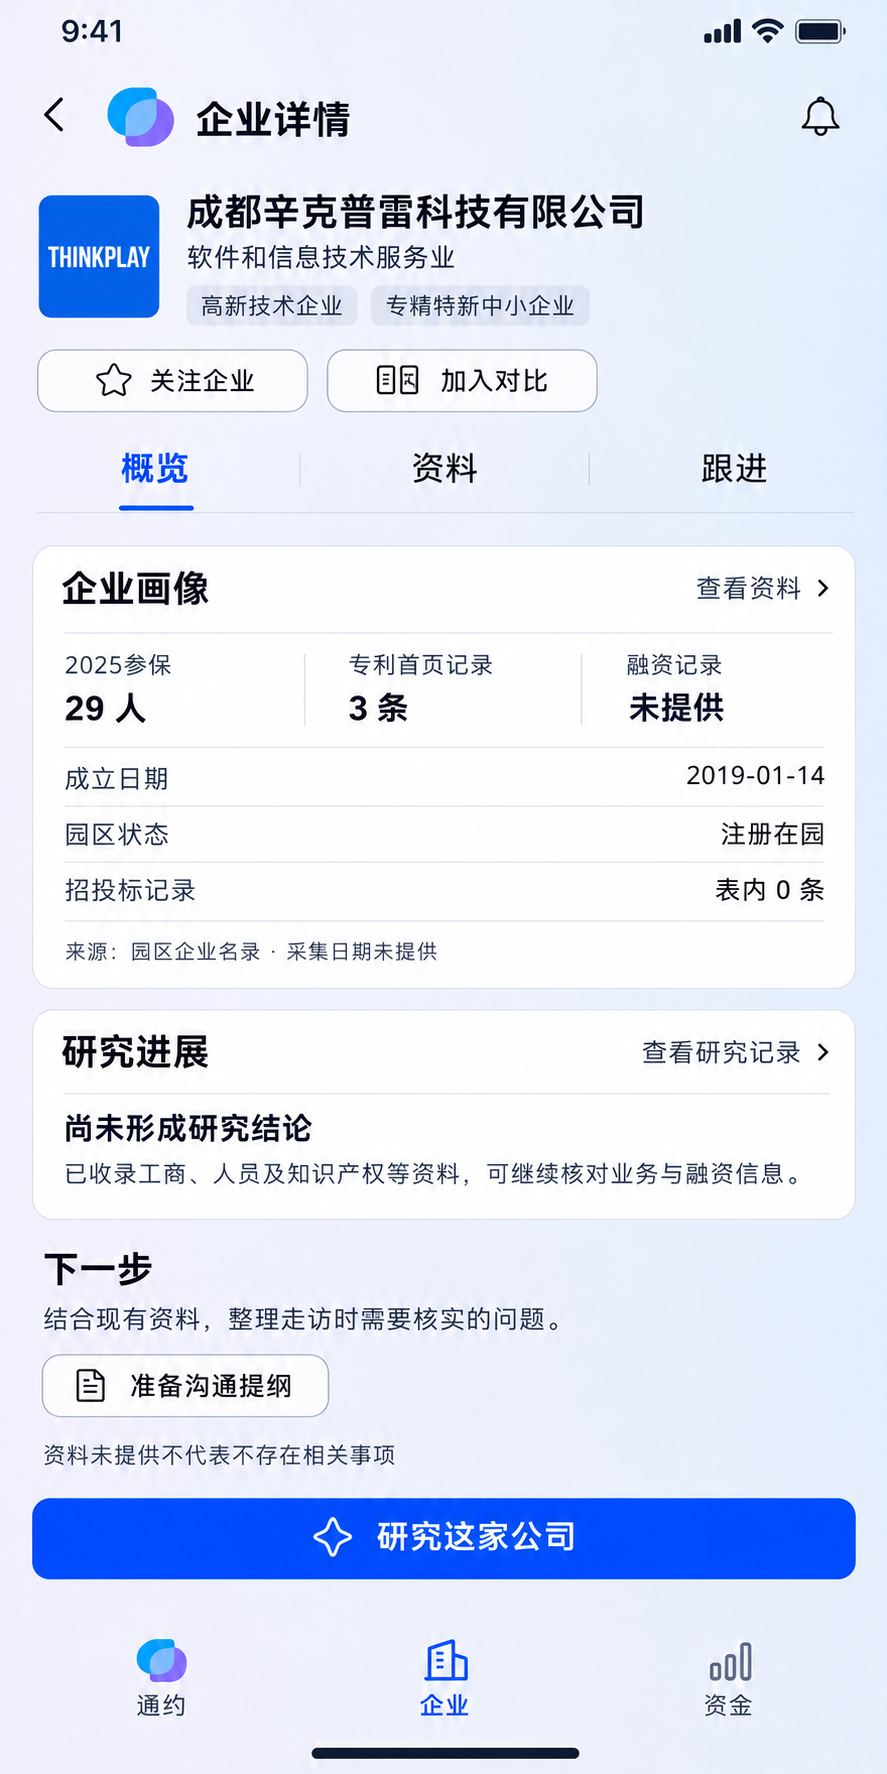 9:41
企业详情
THINKPLAY
成都辛克普雷科技有限公司
软件和信息技术服务业
高新技术企业 专精特新中小企业
关注企业 加入对比
概览 资料 跟进
企业画像 查看资料
2025参保 专利首页记录 融资记录
29 人 3 条 未提供
成立日期 2019-01-14
园区状态 注册在园
招投标记录 表内 0 条
来源：园区企业名录 · 采集日期未提供
研究进展 查看研究记录
尚未形成研究结论
已收录工商、人员及知识产权等资料，可继续核对业务与融资信息。
下一步
结合现有资料，整理走访时需要核实的问题。
准备沟通提纲
资料未提供不代表不存在相关事项
研究这家公司
通约 企业 资金